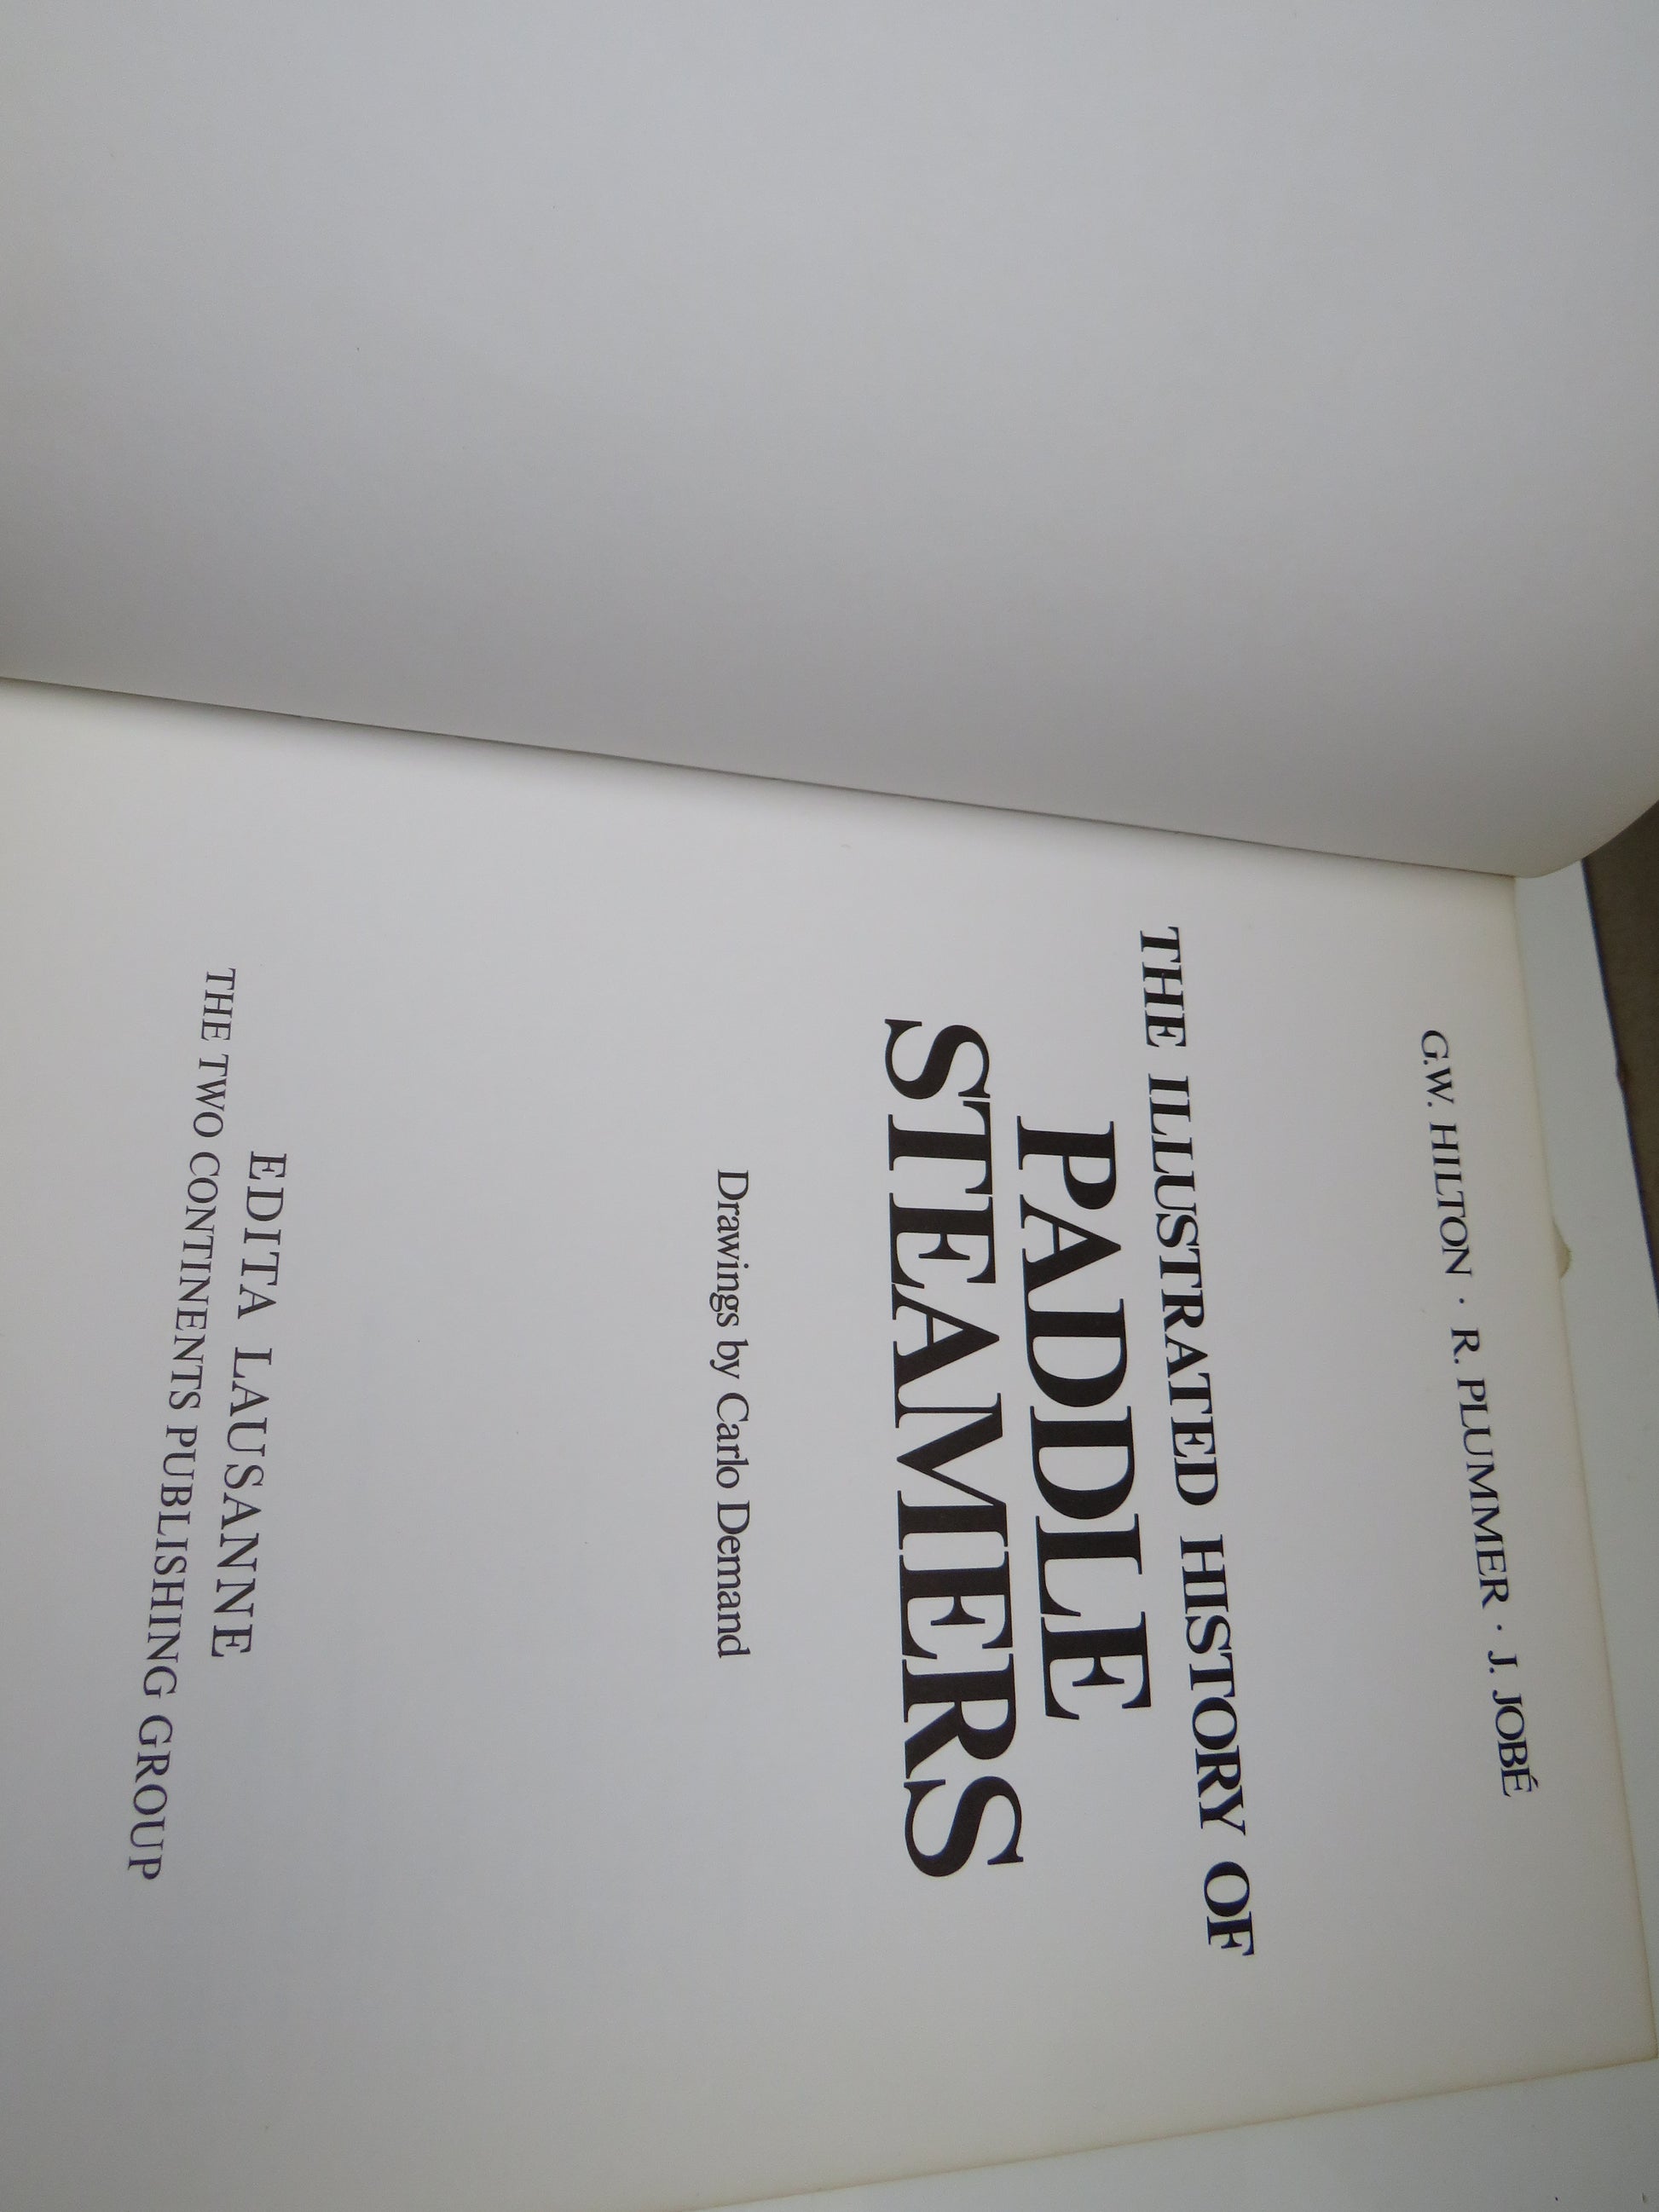 G.W. HILTON · R. PLUMMER · J. JOBÉ
THE ILLUSTRATED HISTORY OF
PADDLE
STEAMERS
Drawings by Carlo Demand
EDITA LAUSANNE
THE TWO CONTINENTS PUBLISHING GROUP